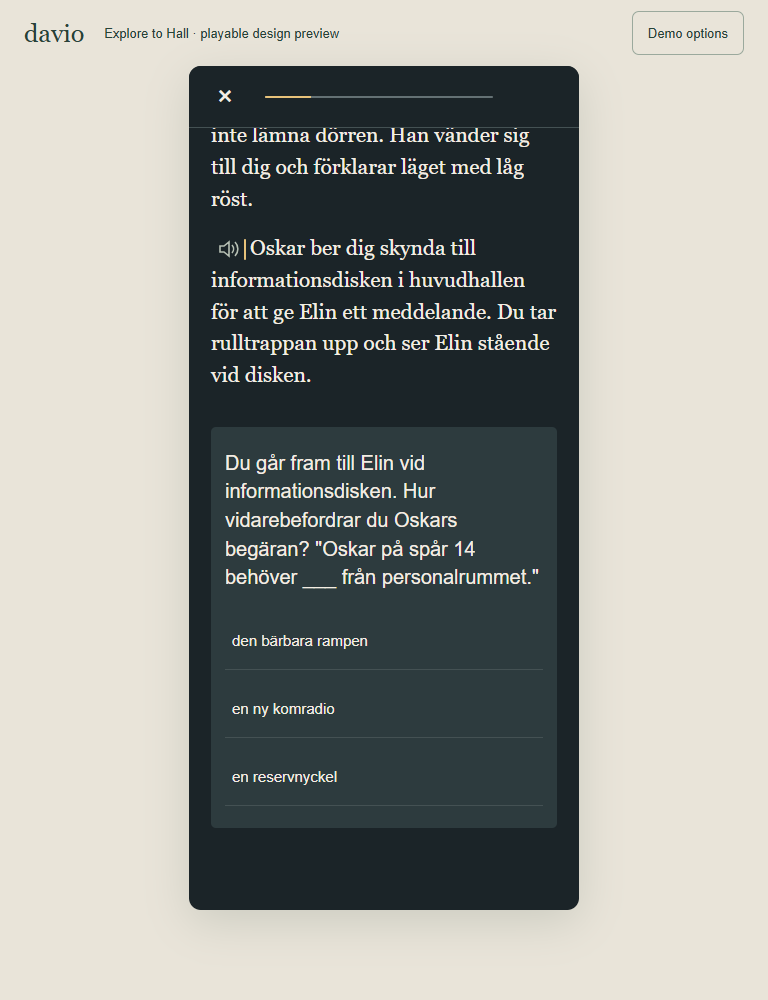 davio
Explore to Hall · playable design preview
Demo options
inte lämna dörren. Han vänder sig
till dig och förklarar läget med låg
röst.
Oskar ber dig skynda till
informationsdisken i huvudhallen
för att ge Elin ett meddelande. Du tar
rulltrappan upp och ser Elin stående
vid disken.
Du går fram till Elin vid
informationsdisken. Hur
vidarebefordrar du Oskars
begäran? "Oskar på spår 14
behöver ___ från personalrummet."
den bärbara rampen
en ny komradio
en reservnyckel